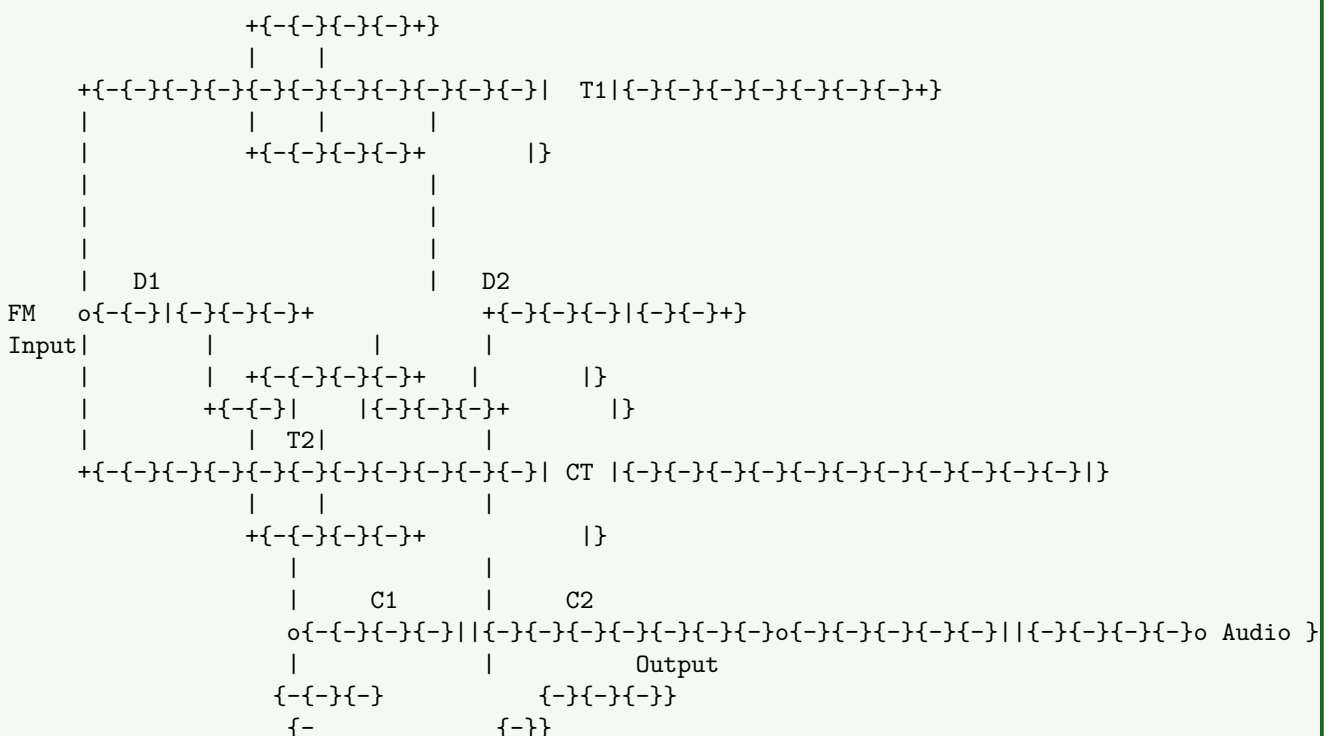 +{-{-}{-}{-}+}
| |
+{-{-}{-}{-}{-}{-}{-}{-}{-}{-}{-}| T1|{-}{-}{-}{-}{-}{-}{-}+}
| | | |
| +{-{-}{-}{-}+ |}
| |
| |
| |
| D1 | D2
FM o{-{-}|{-}{-}{-}+ +{-}{-}{-}|{-}{-}+}
Input| | | |
| | +{-{-}{-}{-}+ | |}
| +{-{-}| |{-}{-}{-}+ |}
| | T2| |
+{-{-}{-}{-}{-}{-}{-}{-}{-}{-}{-}| CT |{-}{-}{-}{-}{-}{-}{-}{-}{-}{-}{-}|}
| | |
+{-{-}{-}{-}+ |}
| |
| C1 | C2
o{-{-}{-}{-}||{-}{-}{-}{-}{-}{-}{-}o{-}{-}{-}{-}{-}||{-}{-}{-}{-}o Audio }
| | Output
{-{-}{-} {-}{-}{-}}
{- {-}}